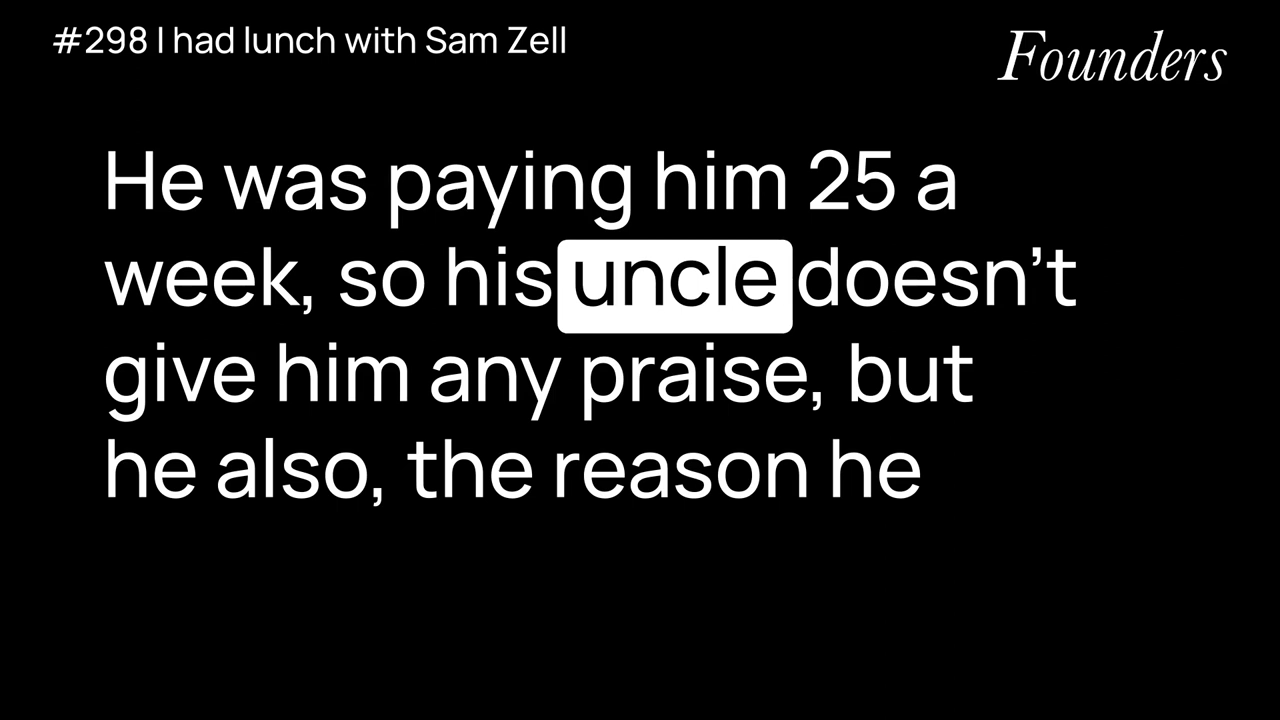 #298 I had lunch with Sam Zell
Founders
He was paying him 25 a
week, so his uncle doesn’t
give him any praise, but
he also, the reason he